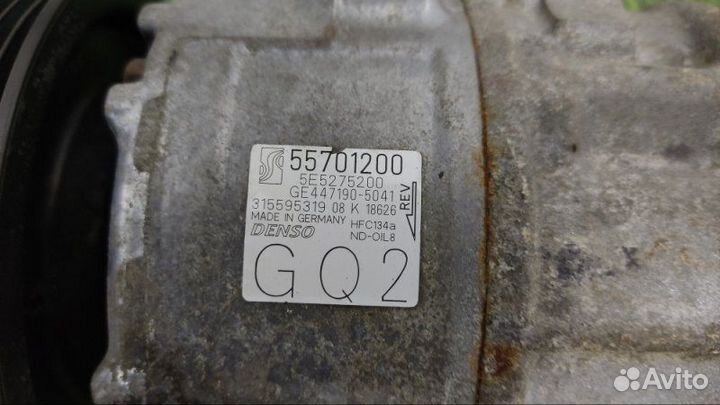 55701200
5E5275200
GE447190-5041
315595319 08 K 18626
MADE IN GERMANY HFC134a
DENSO ND-OIL8
REV
GQ2
Avito